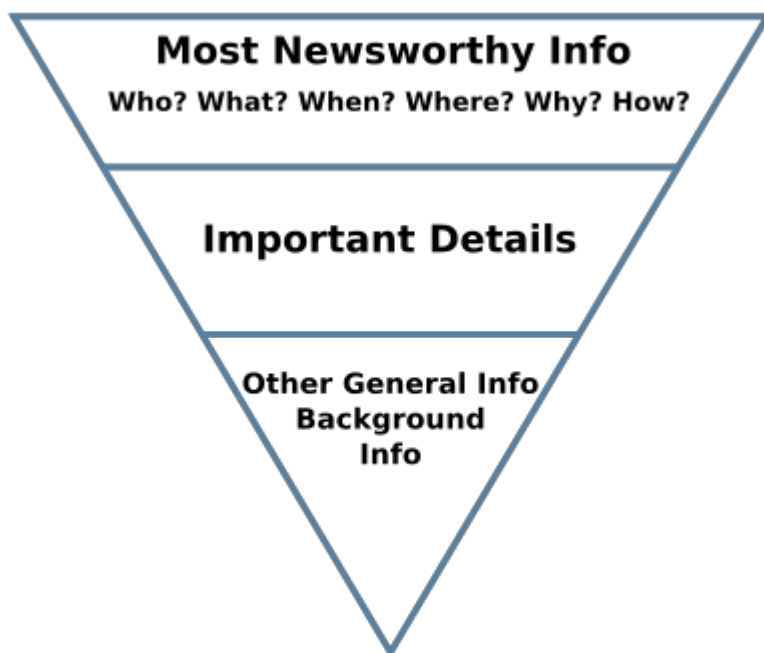 Most Newsworthy Info
Who? What? When? Where? Why? How?
Important Details
Other General Info
Background
Info